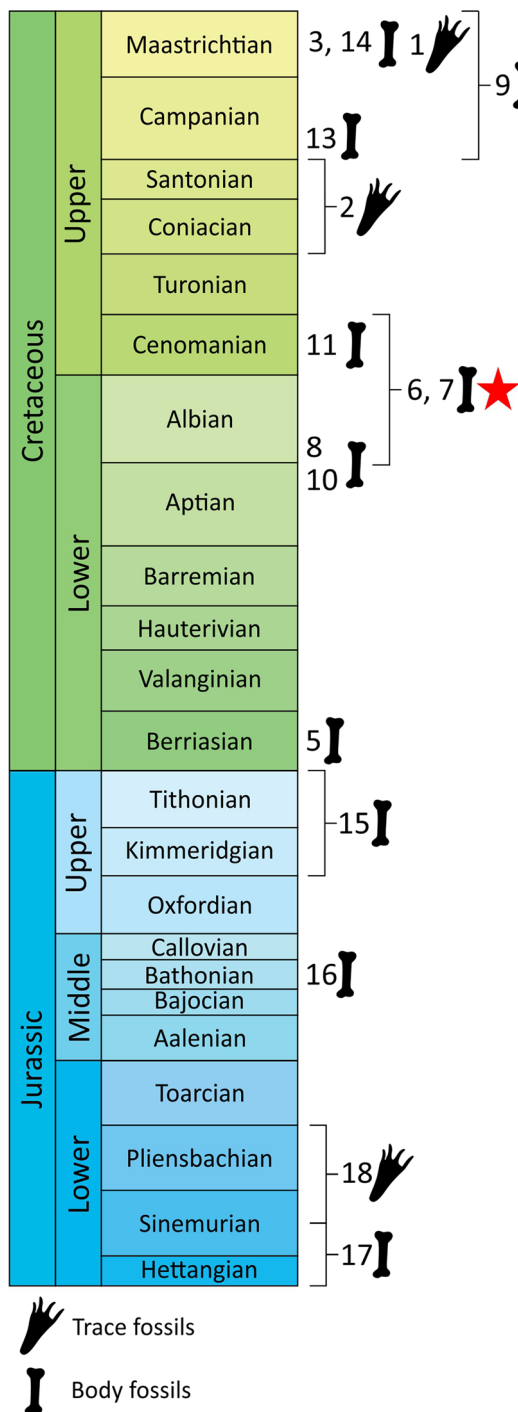 Cretaceous
Upper
Maastrichtian
3, 14
1
9
Campanian
13
Santonian
2
Coniacian
Turonian
Cenomanian
11
6, 7
Lower
Albian
8
10
Aptian
Barremian
Hauterivian
Valanginian
Berriasian
5
Jurassic
Upper
Tithonian
15
Kimmeridgian
Oxfordian
Middle
Callovian
Bathonian
16
Bajocian
Aalenian
Lower
Toarcian
Pliensbachian
18
Sinemurian
17
Hettangian
Trace fossils
Body fossils